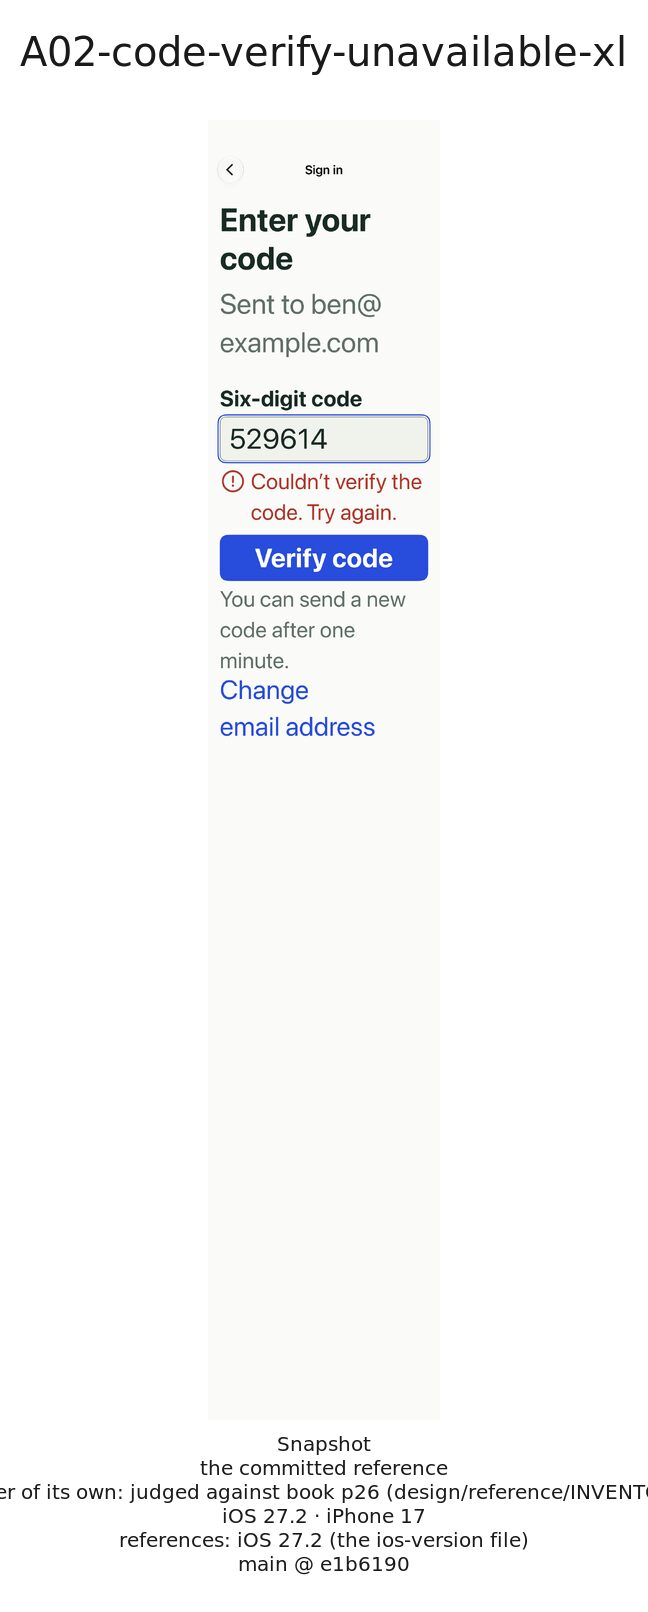 A02-code-verify-unavailable-xl
Sign in
Enter your
code
Sent to ben@
example.com
Six-digit code
529614
Couldn’t verify the
code. Try again.
Verify code
You can send a new
code after one
minute.
Change
email address
Snapshot
the committed reference
of its own: judged against book p26 (design/reference/
iOS 27.2 · iPhone 17
references: iOS 27.2 (the ios-version file)
main @ e1b6190